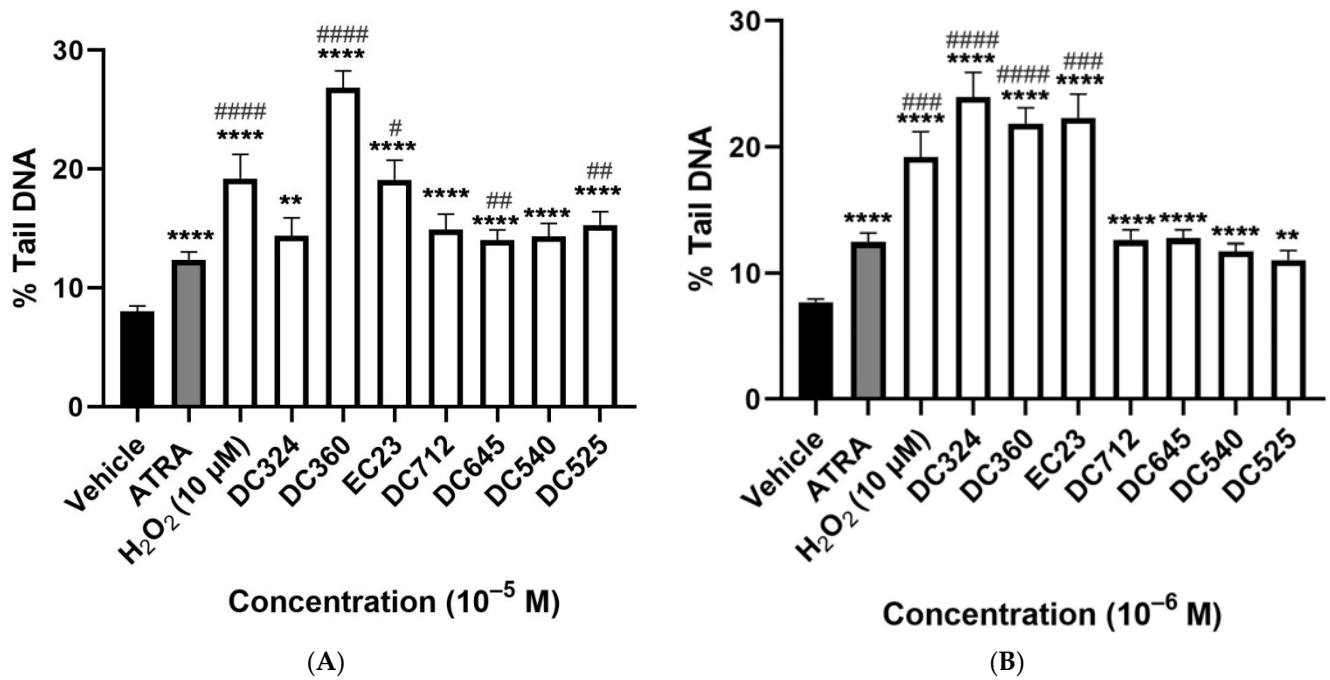 % Tail DNA
30
20
10
0
****
####
****
**
####
****
#
****
****
##
****
****
##
****
Vehicle
ATRA
H₂O₂ (10 µM)
DC324
DC360
EC23
DC712
DC645
DC540
DC525
Concentration (10⁻⁵ M)
(A)
% Tail DNA
30
20
10
0
****
###
****
####
****
####
****
###
****
****
****
****
**
Vehicle
ATRA
H₂O₂ (10 µM)
DC324
DC360
EC23
DC712
DC645
DC540
DC525
Concentration (10⁻⁶ M)
(B)